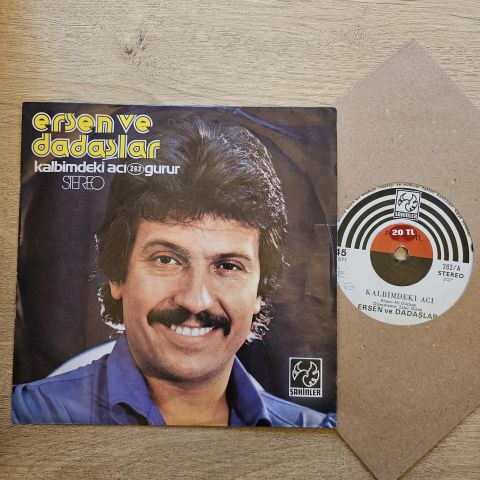 ersen ve
dadaşlar
kalbimdeki acı 262 gurur
STEREO
ŞAHİNLER
ŞAHİNLER
20 TL
45
262/A
STEREO
KALBİMDEKİ ACI
ERSEN ve DADAŞLAR